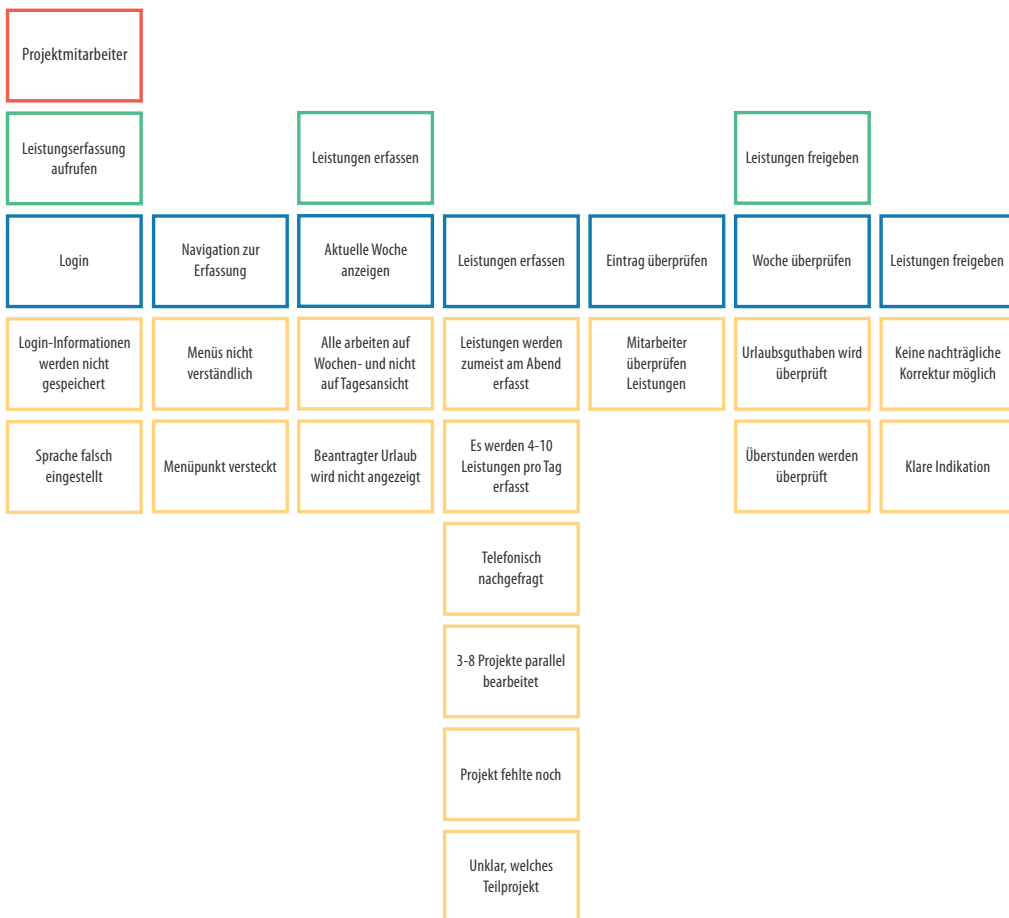 Projektmitarbeiter
Leistungserfassung
aufrufen
Leistungen erfassen
Leistungen freigeben
Login
Navigation zur
Erfassung
Aktuelle Woche
anzeigen
Leistungen erfassen
Eintrag überprüfen
Woche überprüfen
Leistungen freigeben
Login-Informationen
werden nicht
gespeichert
Menüs nicht
verständlich
Alle arbeiten auf
Wochen- und nicht
auf Tagesansicht
Leistungen werden
zumeist am Abend
erfasst
Mitarbeiter
überprüfen
Leistungen
Urlaubsguthaben wird
überprüft
Keine nachträgliche
Korrektur möglich
Sprache falsch
eingestellt
Menüpunkt versteckt
Beantragter Urlaub
wird nicht angezeigt
Es werden 4-10
Leistungen pro Tag
erfasst
Überstunden werden
überprüft
Klare Indikation
Telefonisch
nachgefragt
3-8 Projekte parallel
bearbeitet
Projekt fehlte noch
Unklar, welches
Teilprojekt